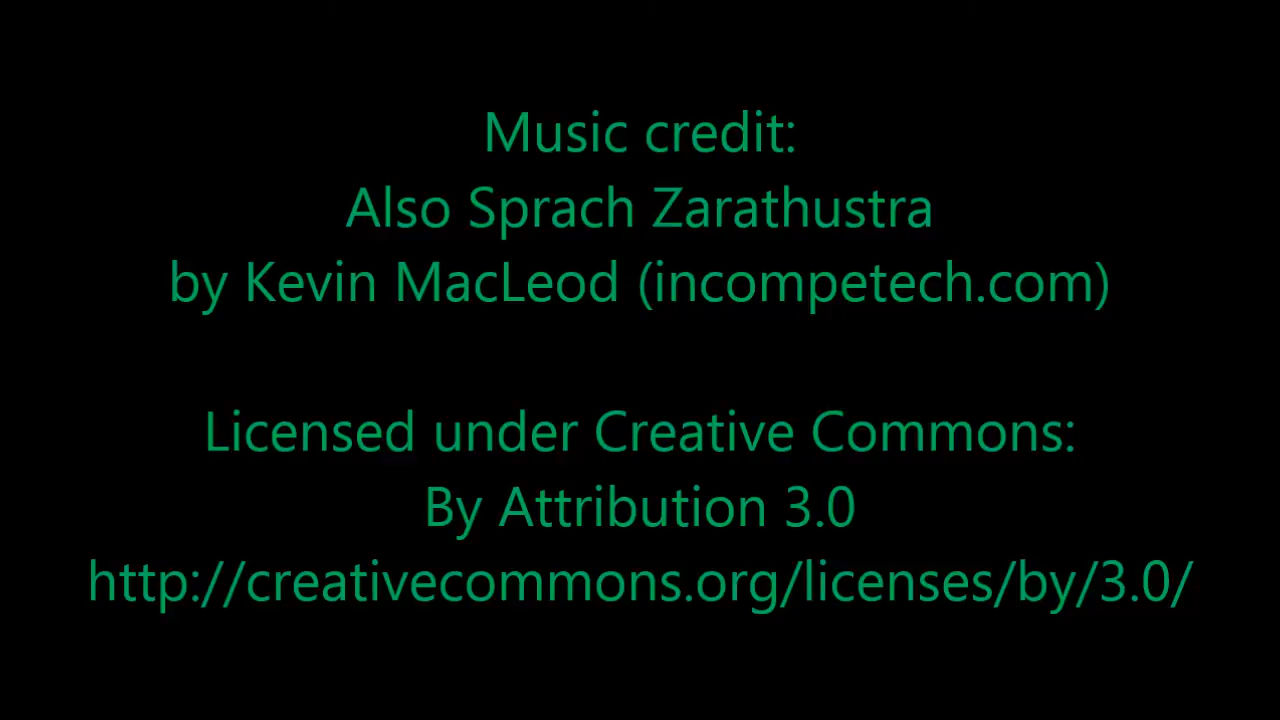 Music credit:
Also Sprach Zarathustra
by Kevin MacLeod (incompetech.com)
Licensed under Creative Commons:
By Attribution 3.0
http://creativecommons.org/licenses/by/3.0/